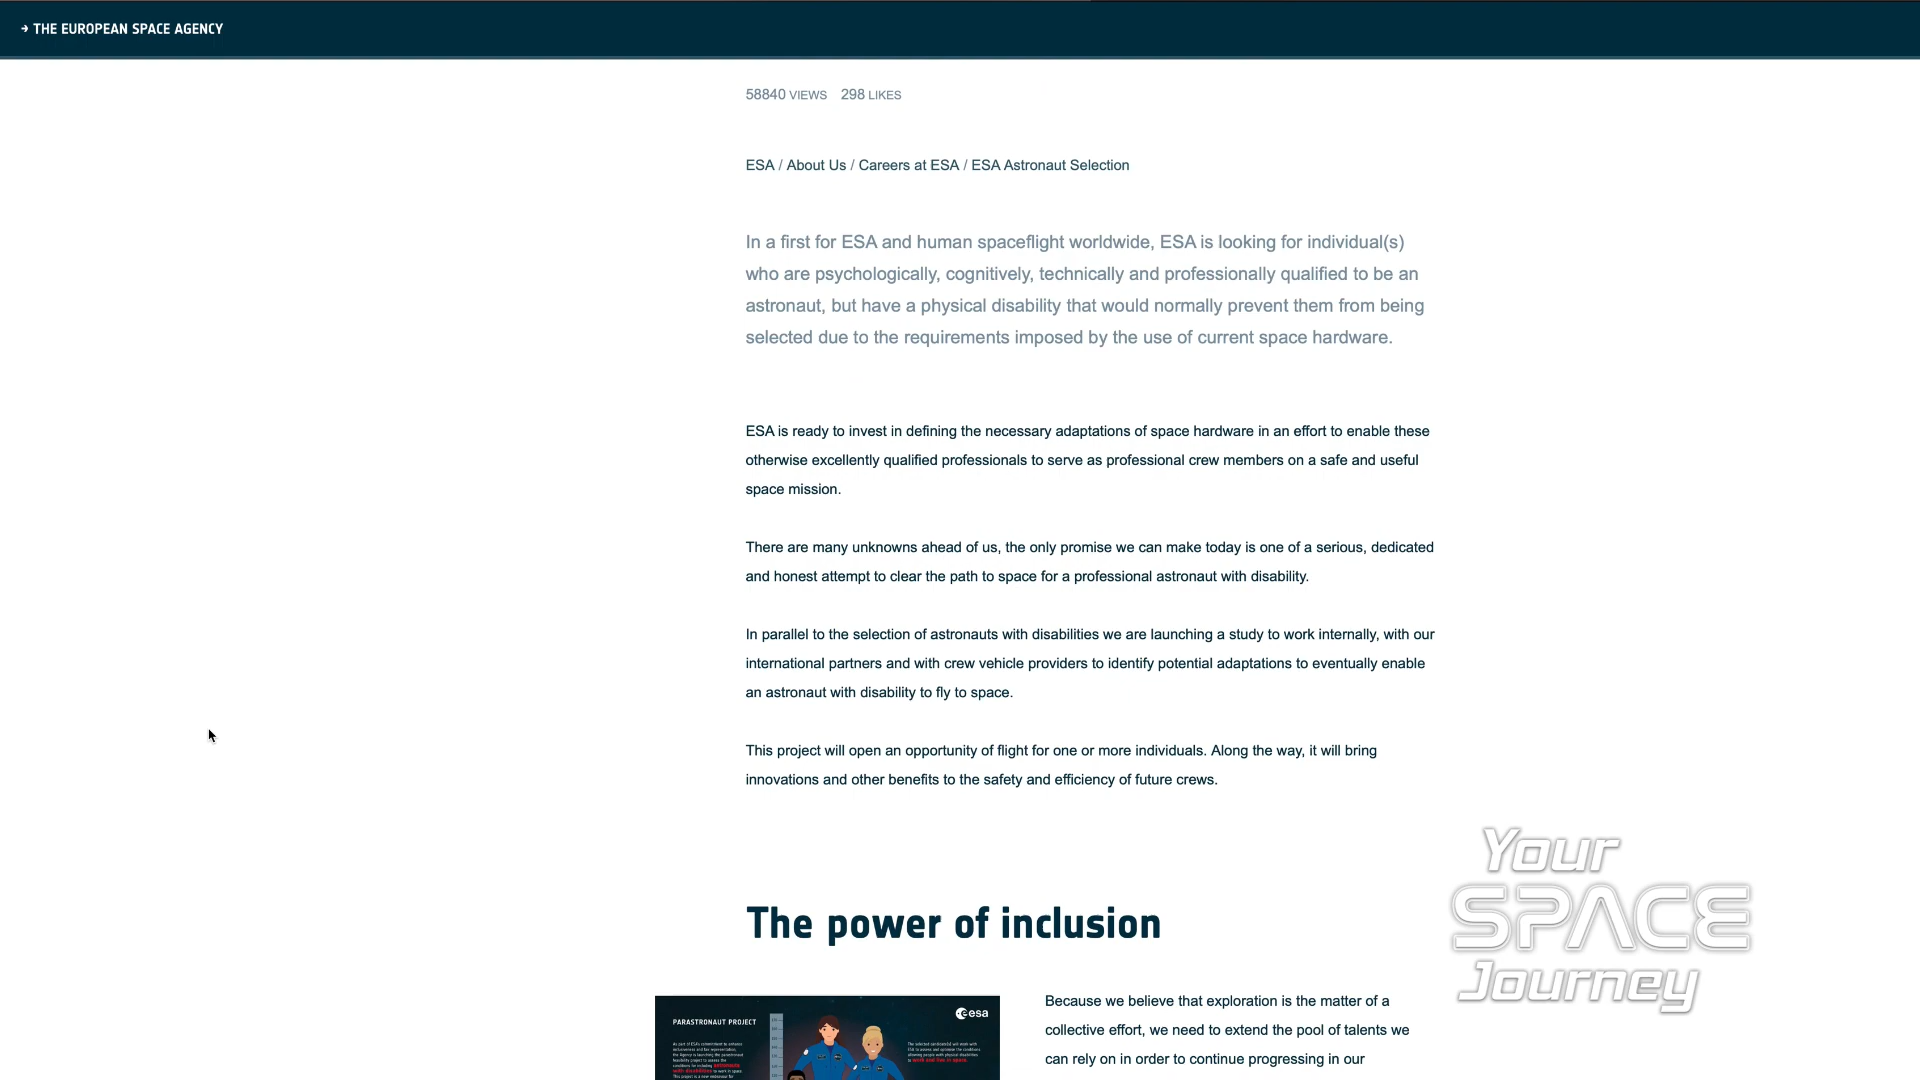 → THE EUROPEAN SPACE AGENCY
58840 VIEWS 298 LIKES
ESA / About Us / Careers at ESA / ESA Astronaut Selection
In a first for ESA and human spaceflight worldwide, ESA is looking for individual(s)
who are psychologically, cognitively, technically and professionally qualified to be an
astronaut, but have a physical disability that would normally prevent them from being
selected due to the requirements imposed by the use of current space hardware.
ESA is ready to invest in defining the necessary adaptations of space hardware in an effort to enable these
otherwise excellently qualified professionals to serve as professional crew members on a safe and useful
space mission.
There are many unknowns ahead of us, the only promise we can make today is one of a serious, dedicated
and honest attempt to clear the path to space for a professional astronaut with disability.
In parallel to the selection of astronauts with disabilities we are launching a study to work internally, with our
international partners and with crew vehicle providers to identify potential adaptations to eventually enable
an astronaut with disability to fly to space.
This project will open an opportunity of flight for one or more individuals. Along the way, it will bring
innovations and other benefits to the safety and efficiency of future crews.
The power of inclusion
Because we believe that exploration is the matter of a
collective effort, we need to extend the pool of talents we
can rely on in order to continue progressing in our
esa
PARASTRONAUT PROJECT
astronauts
with disabilities to work in space
work and live in space
Your
SPACE
Journey